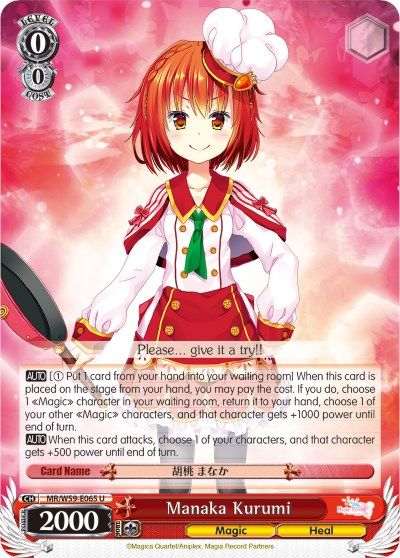 LEVEL
0
0
COST
Please... give it a try!!
AUTO [① Put 1 card from your hand into your waiting room] When this card is
placed on the stage from your hand, you may pay the cost. If you do, choose
1 ≪Magic≫ character in your waiting room, return it to your hand, choose 1 of
your other ≪Magic≫ characters, and that character gets +1000 power until
end of turn.
AUTO When this card attacks, choose 1 of your characters, and that character
gets +500 power until end of turn.
Card Name 胡桃 まなか
CH MR/W59-E065 U
POWER 2000 SOUL Manaka Kurumi
Magic Heal
©Magica Quartet/Aniplex, Magia Record Partners